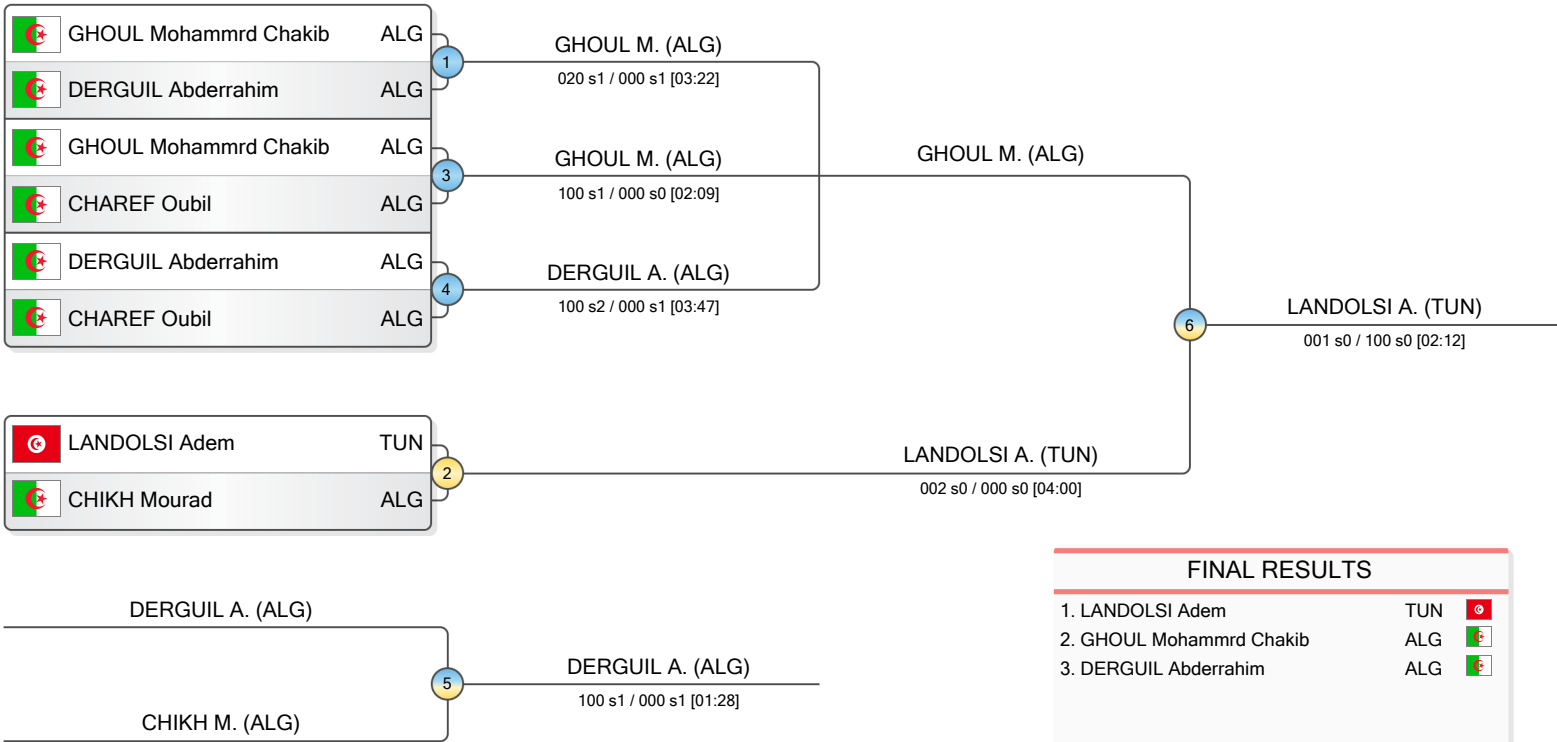 GHOUL Mohammrd Chakib ALG
DERGUIL Abderrahim ALG
1
GHOUL M. (ALG)
020 s1 / 000 s1 [03:22]
GHOUL Mohammrd Chakib ALG
CHAREF Oubil ALG
3
GHOUL M. (ALG)
100 s1 / 000 s0 [02:09]
DERGUIL Abderrahim ALG
CHAREF Oubil ALG
4
DERGUIL A. (ALG)
100 s2 / 000 s1 [03:47]
GHOUL M. (ALG)
6
LANDOLSI A. (TUN)
001 s0 / 100 s0 [02:12]
LANDOLSI Adem TUN
CHIKH Mourad ALG
2
LANDOLSI A. (TUN)
002 s0 / 000 s0 [04:00]
DERGUIL A. (ALG)
CHIKH M. (ALG)
5
DERGUIL A. (ALG)
100 s1 / 000 s1 [01:28]
FINAL RESULTS
1. LANDOLSI Adem TUN
2. GHOUL Mohammrd Chakib ALG
3. DERGUIL Abderrahim ALG